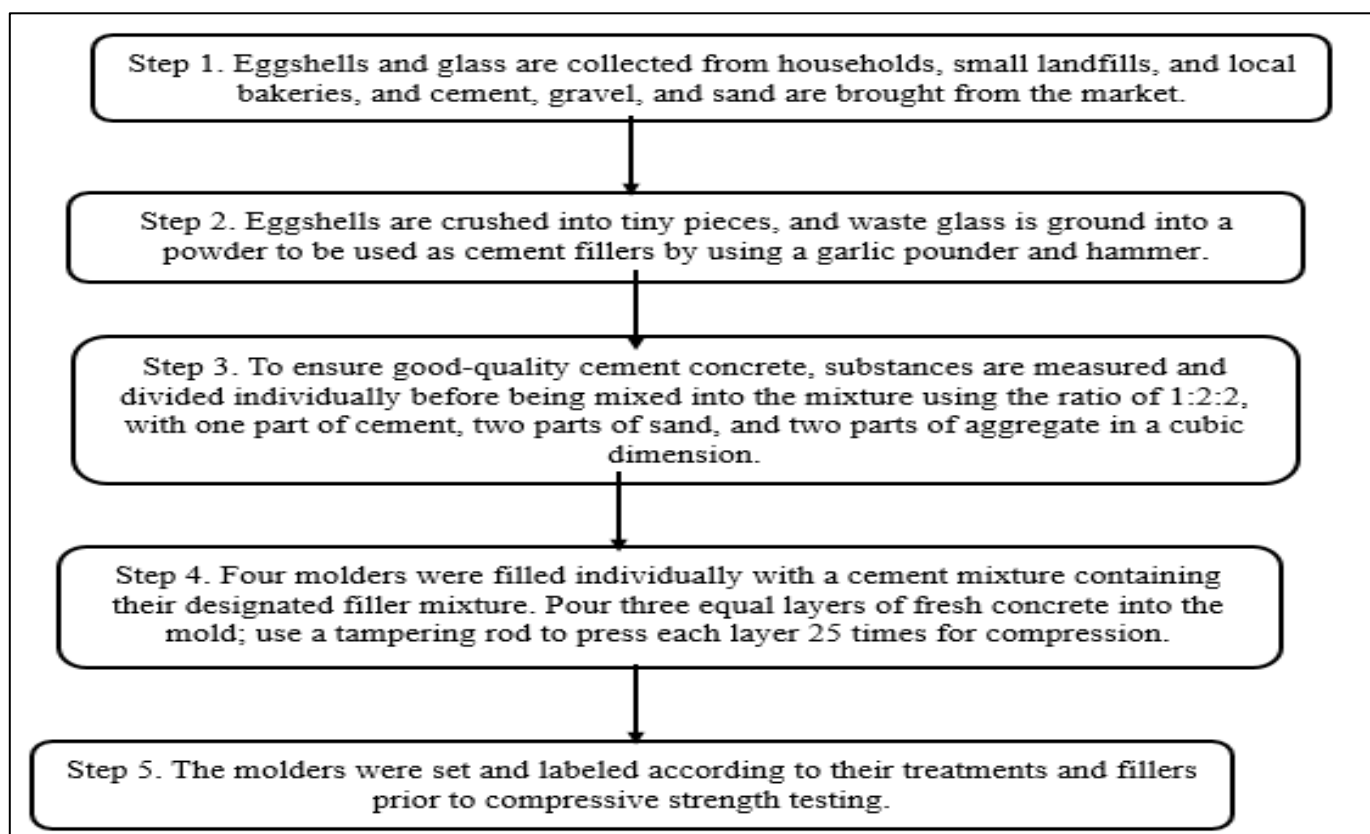 Step 1. Eggshells and glass are collected from households, small landfills, and local
bakeries, and cement, gravel, and sand are brought from the market.
Step 2. Eggshells are crushed into tiny pieces, and waste glass is ground into a
powder to be used as cement fillers by using a garlic pounder and hammer.
Step 3. To ensure good-quality cement concrete, substances are measured and
divided individually before being mixed into the mixture using the ratio of 1:2:2,
with one part of cement, two parts of sand, and two parts of aggregate in a cubic
dimension.
Step 4. Four molders were filled individually with a cement mixture containing
their designated filler mixture. Pour three equal layers of fresh concrete into the
mold; use a tampering rod to press each layer 25 times for compression.
Step 5. The molders were set and labeled according to their treatments and fillers
prior to compressive strength testing.